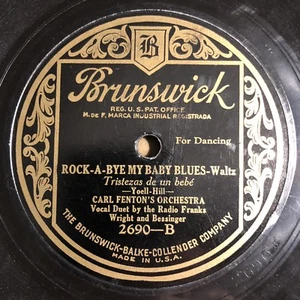 B
Brunswick
REG. U.S. PAT. OFFICE
M. DE F. MARCA INDUSTRIAL REGISTRADA
For Dancing
ROCK-A-BYE MY BABY BLUES-Waltz
Tristezas de un bebé
—Yoell-Hill—
CARL FENTON'S ORCHESTRA
Vocal Duet by the Radio Franks
Wright and Bessinger
2690—B
THE BRUNSWICK-BALKE-COLLENDER COMPANY
MADE IN U.S.A.